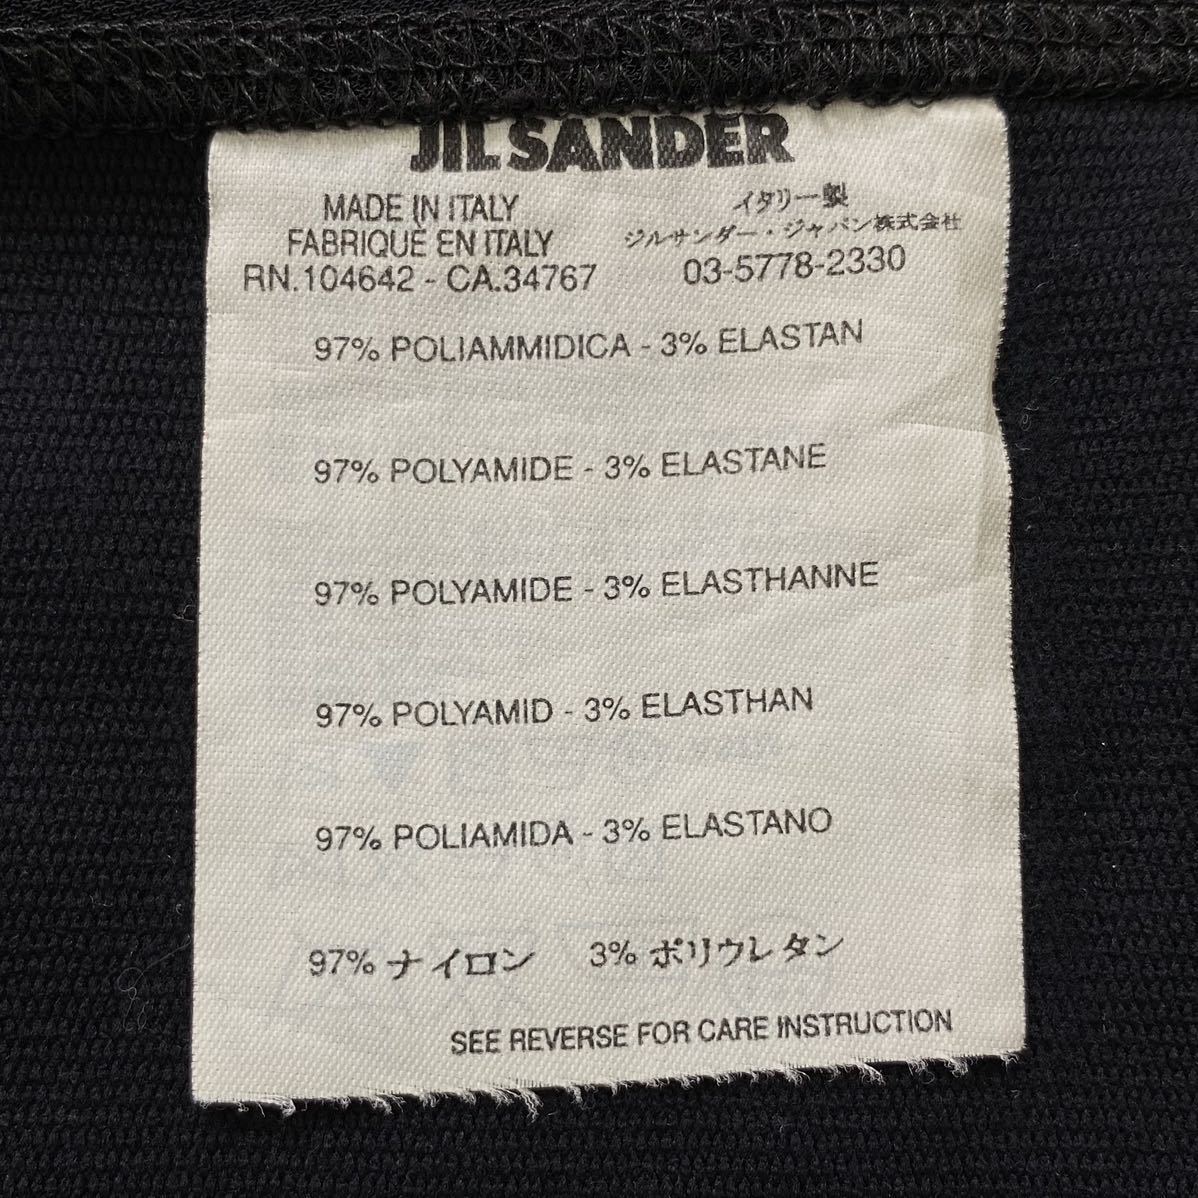 JIL SANDER
MADE IN ITALY
FABRIQUE EN ITALY
RN.104642 - CA.34767
イタリー製
ジルサンダー・ジャパン株式会社
03-5778-2330
97% POLIAMMIDICA - 3% ELASTAN
97% POLYAMIDE - 3% ELASTANE
97% POLYAMIDE - 3% ELASTHANNE
97% POLYAMID - 3% ELASTHAN
97% POLIAMIDA - 3% ELASTANO
97% ナイロン 3% ポリウレタン
SEE REVERSE FOR CARE INSTRUCTION